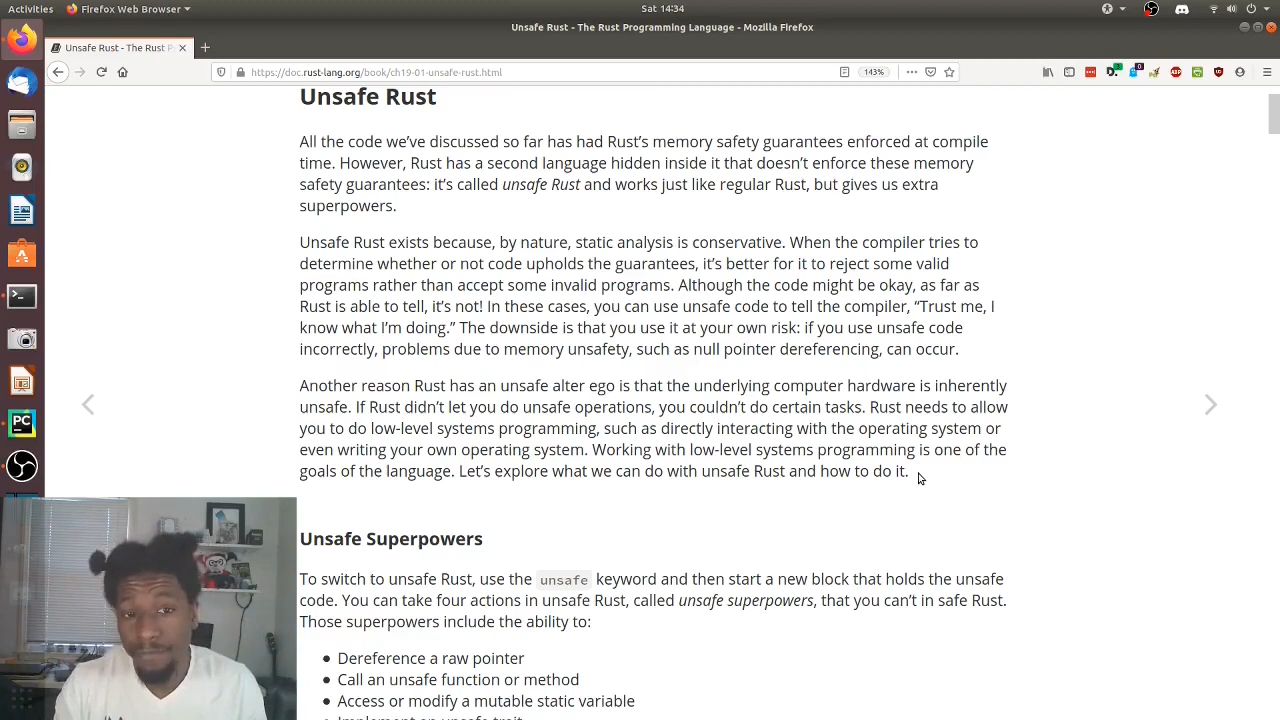 Activities
Firefox Web Browser
Sat 14:34
Unsafe Rust - The Rust Programming Language - Mozilla Firefox
Unsafe Rust - The Rust P
https://doc.rust-lang.org/book/ch19-01-unsafe-rust.html
143%
Unsafe Rust
All the code we’ve discussed so far has had Rust’s memory safety guarantees enforced at compile
time. However, Rust has a second language hidden inside it that doesn’t enforce these memory
safety guarantees: it’s called unsafe Rust and works just like regular Rust, but gives us extra
superpowers.
Unsafe Rust exists because, by nature, static analysis is conservative. When the compiler tries to
determine whether or not code upholds the guarantees, it’s better for it to reject some valid
programs rather than accept some invalid programs. Although the code might be okay, as far as
Rust is able to tell, it’s not! In these cases, you can use unsafe code to tell the compiler, “Trust me, I
know what I’m doing.” The downside is that you use it at your own risk: if you use unsafe code
incorrectly, problems due to memory unsafety, such as null pointer dereferencing, can occur.
Another reason Rust has an unsafe alter ego is that the underlying computer hardware is inherently
unsafe. If Rust didn’t let you do unsafe operations, you couldn’t do certain tasks. Rust needs to allow
you to do low-level systems programming, such as directly interacting with the operating system or
even writing your own operating system. Working with low-level systems programming is one of the
goals of the language. Let’s explore what we can do with unsafe Rust and how to do it.
Unsafe Superpowers
To switch to unsafe Rust, use the unsafe keyword and then start a new block that holds the unsafe
code. You can take four actions in unsafe Rust, called unsafe superpowers, that you can’t in safe Rust.
Those superpowers include the ability to:
Dereference a raw pointer
Call an unsafe function or method
Access or modify a mutable static variable
Implement an unsafe trait
PC